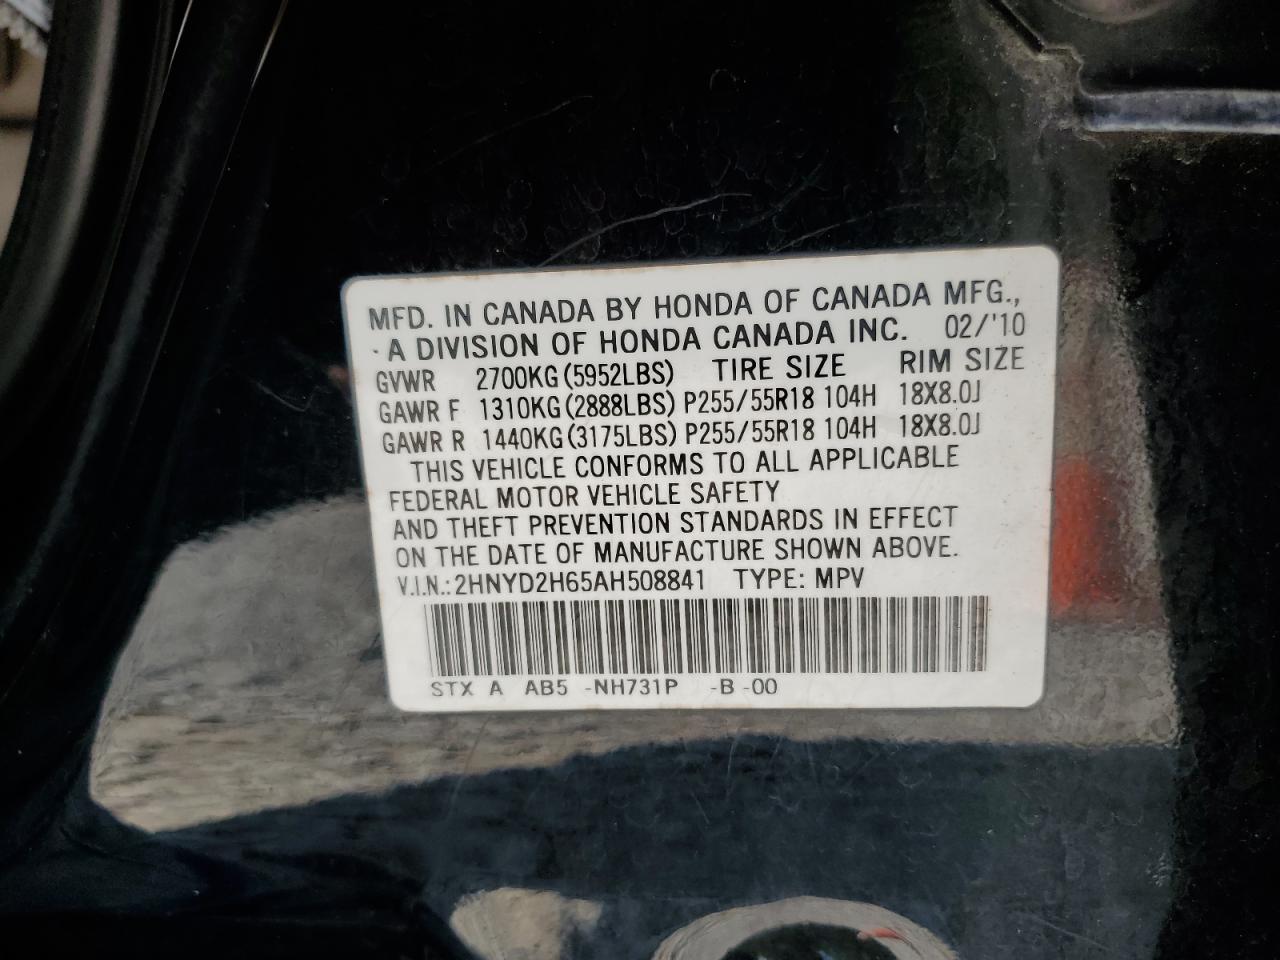 MFD. IN CANADA BY HONDA OF CANADA MFG.,
A DIVISION OF HONDA CANADA INC. 02/'10
GVWR 2700KG (5952LBS) TIRE SIZE RIM SIZE
GAWR F 1310KG (2888LBS) P255/55R18 104H 18X8.0J
GAWR R 1440KG (3175LBS) P255/55R18 104H 18X8.0J
THIS VEHICLE CONFORMS TO ALL APPLICABLE
FEDERAL MOTOR VEHICLE SAFETY
AND THEFT PREVENTION STANDARDS IN EFFECT
ON THE DATE OF MANUFACTURE SHOWN ABOVE.
V.I.N.: 2HNYD2H65AH508841 TYPE: MPV
STX A AB5 -NH731P -B -00